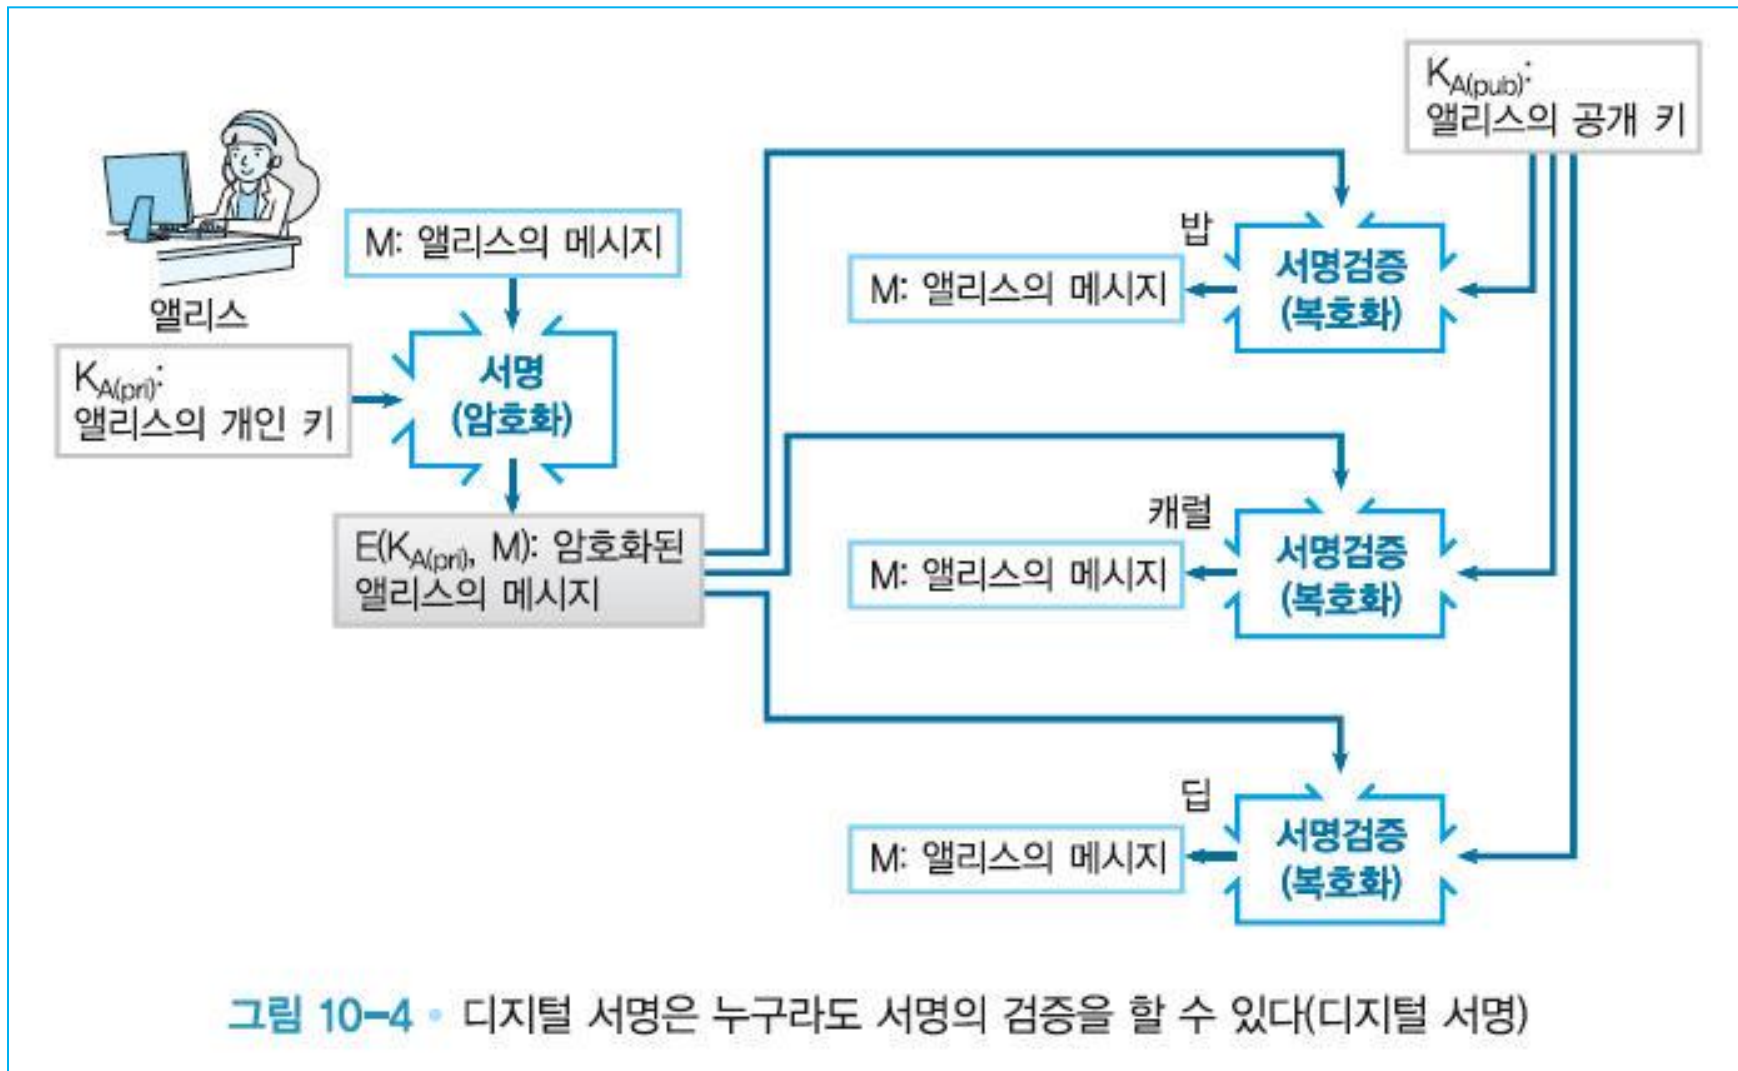 K_A(pub):
앨리스의 공개 키
M: 앨리스의 메시지
앨리스
K_A(pri):
앨리스의 개인 키
서명
(암호화)
E(K_A(pri), M): 암호화된
앨리스의 메시지
밥
서명검증
(복호화)
M: 앨리스의 메시지
캐럴
서명검증
(복호화)
M: 앨리스의 메시지
딥
서명검증
(복호화)
M: 앨리스의 메시지
그림 10-4 • 디지털 서명은 누구라도 서명의 검증을 할 수 있다(디지털 서명)